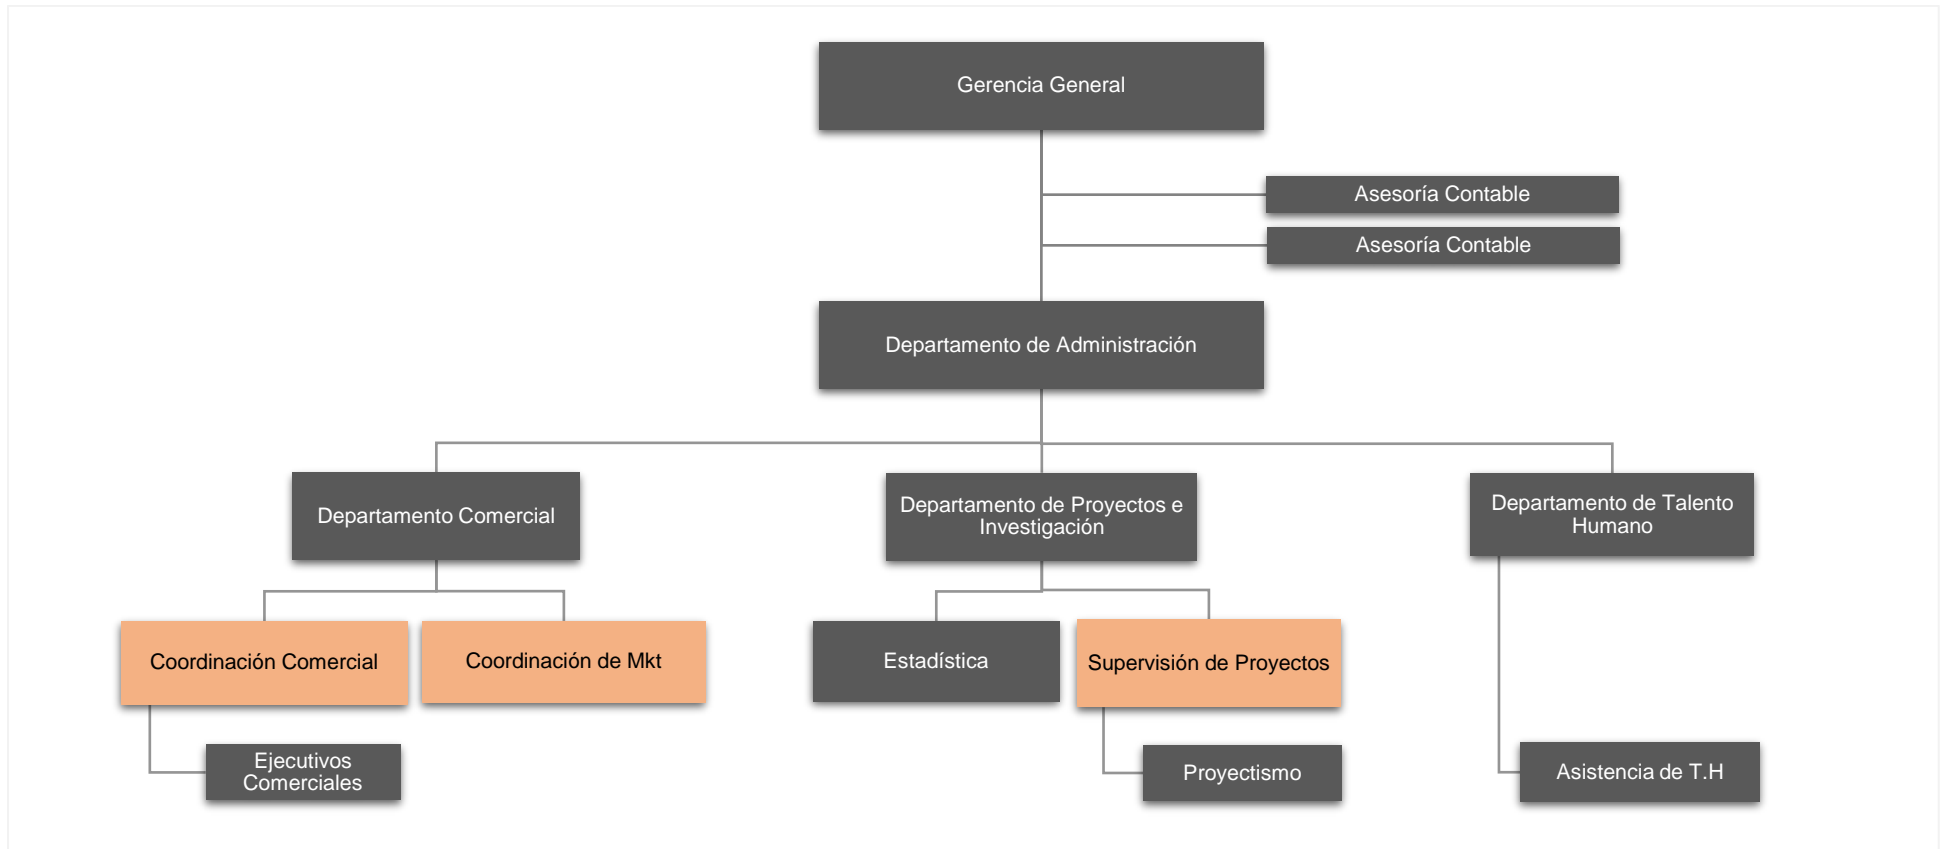 Gerencia General
Asesoría Contable
Asesoría Contable
Departamento de Administración
Departamento Comercial
Departamento de Proyectos e
Investigación
Departamento de Talento
Humano
Coordinación Comercial
Coordinación de Mkt
Estadística
Supervisión de Proyectos
Ejecutivos
Comerciales
Proyectismo
Asistencia de T.H